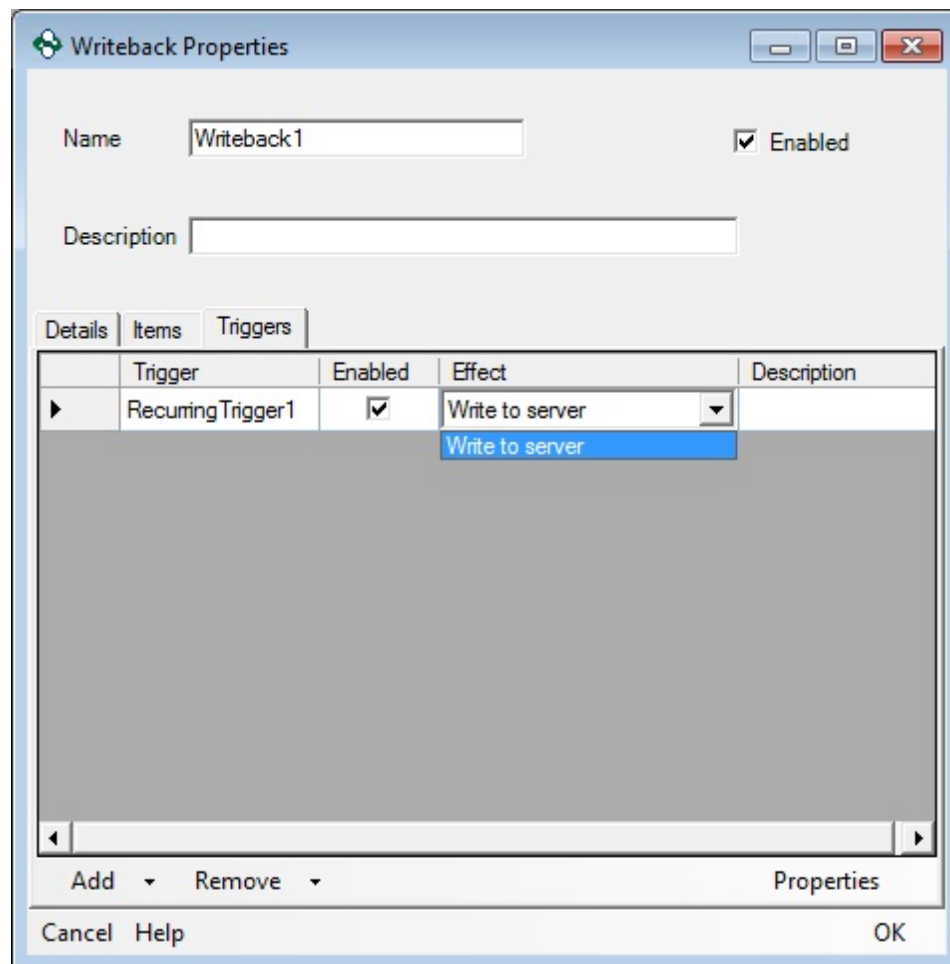 Writeback Properties
Name Writeback1 Enabled
Description
Details Items Triggers
Trigger Enabled Effect Description
RecurringTrigger1 Write to server
Write to server
Add Remove Properties
Cancel Help OK